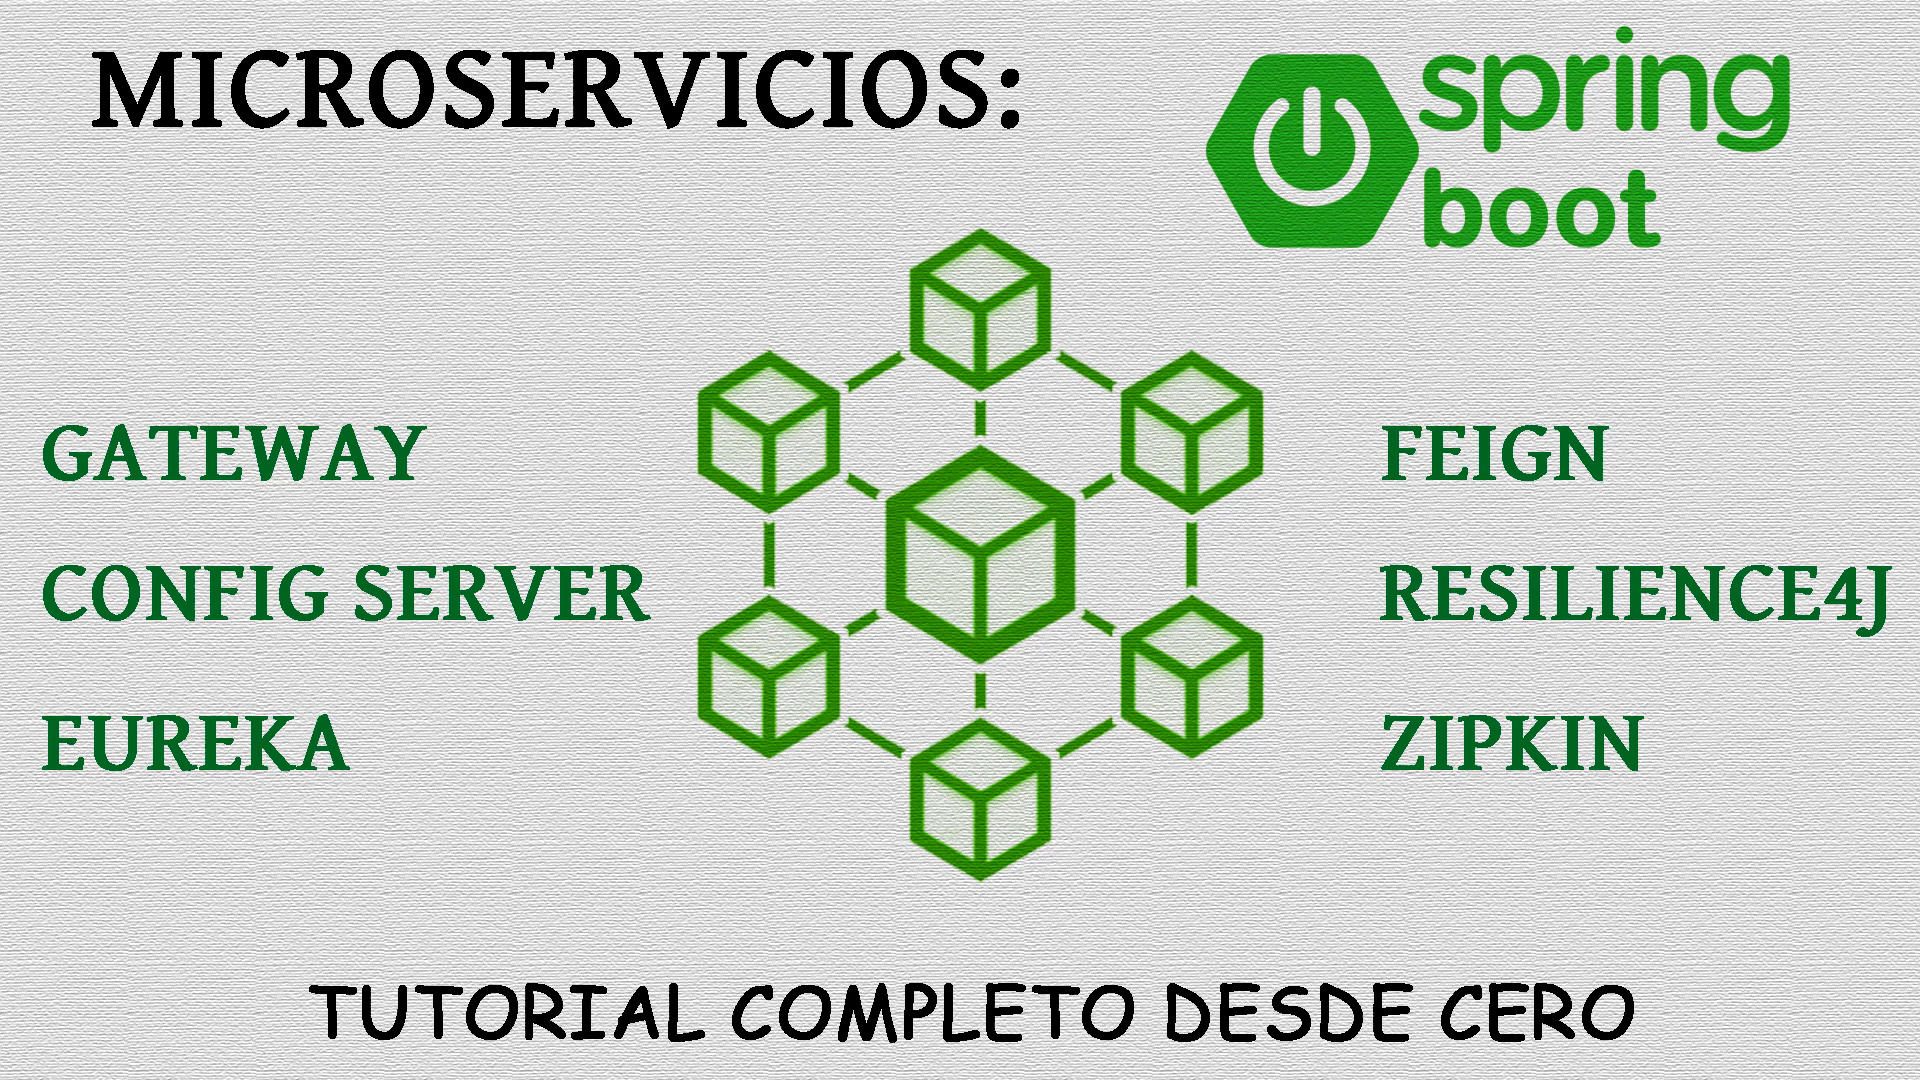 MICROSERVICIOS:
spring
boot
GATEWAY
CONFIG SERVER
EUREKA
FEIGN
RESILIENCE4J
ZIPKIN
TUTORIAL COMPLETO DESDE CERO